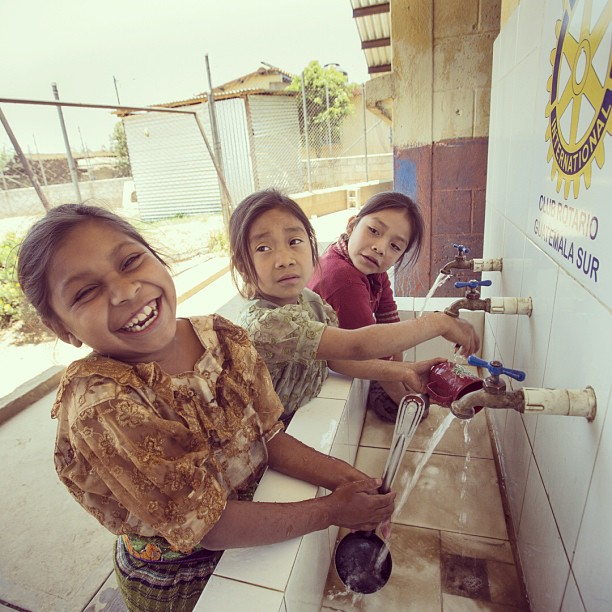 INTERNATIONAL
CLUB ROTARIO
GUATEMALA SUR